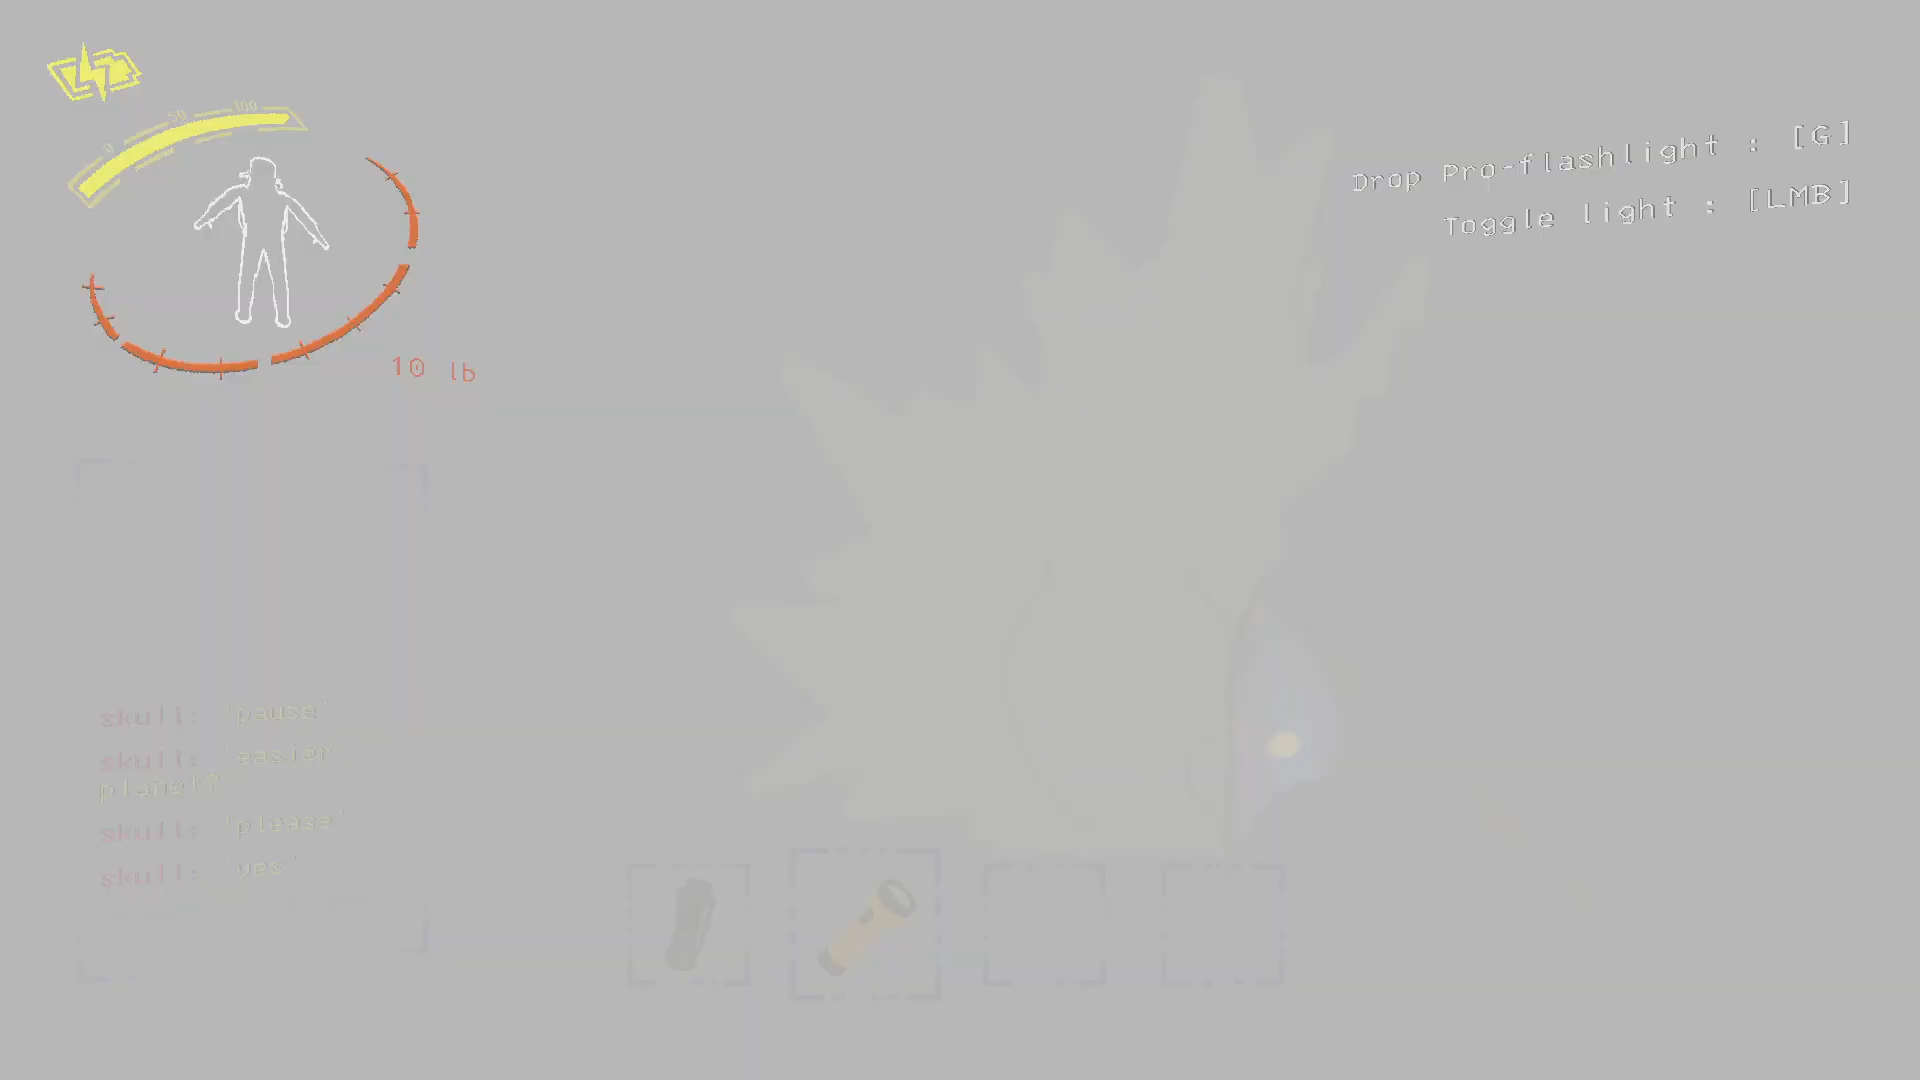 0 50 100
Drop Pro-flashlight : [G]
Toggle light : [LMB]
10 lb
skull: 'pause'
skull: 'easier
planet?'
skull: 'please'
skull: 'yes'